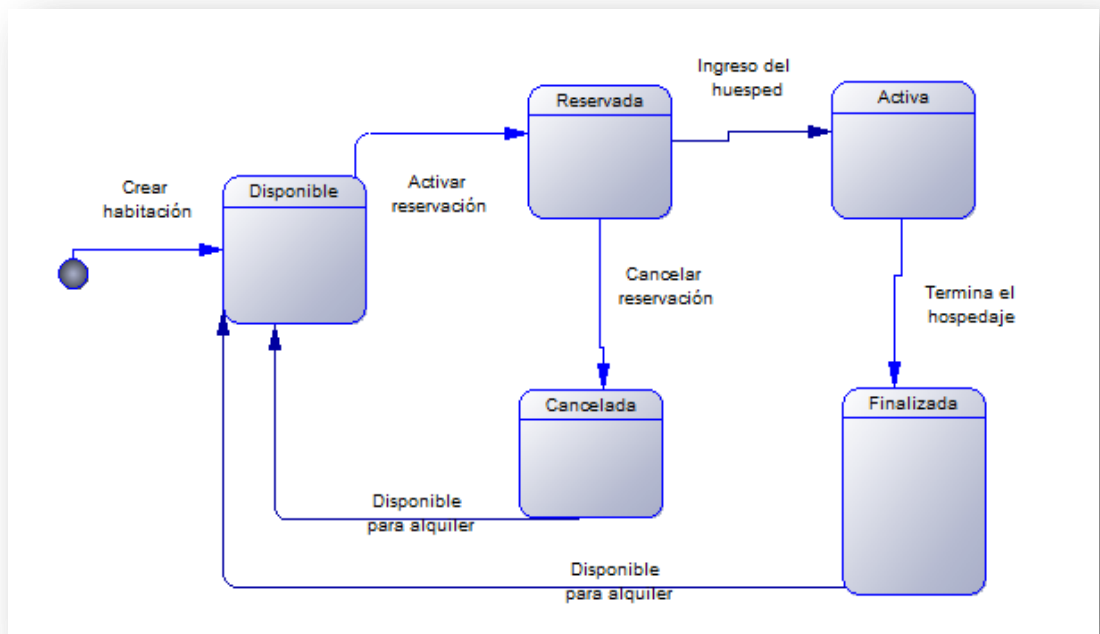 Ingreso del
huesped
Reservada
Activa
Crear
habitación
Disponible
Activar
reservación
Cancelar
reservación
Termina el
hospedaje
Cancelada
Finalizada
Disponible
para alquiler
Disponible
para alquiler